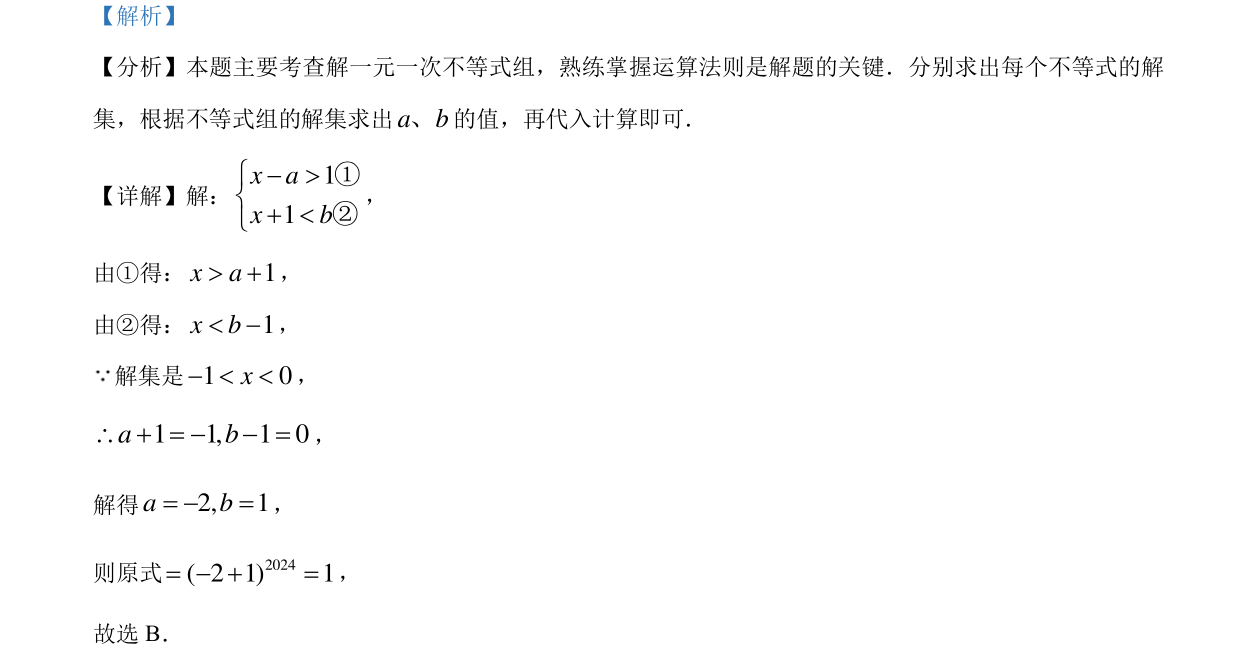 【解析】
【分析】本题主要考查解一元一次不等式组，熟练掌握运算法则是解题的关键．分别求出每个不等式的解
集，根据不等式组的解集求出 a、b 的值，再代入计算即可．
【详解】解：{x−a>1①
x+1<b②，
由①得：x>a+1，
由②得：x<b−1，
∵解集是−1<x<0，
∴a+1=−1,b−1=0，
解得 a=−2,b=1，
则原式=(−2+1)^2024=1，
故选 B．